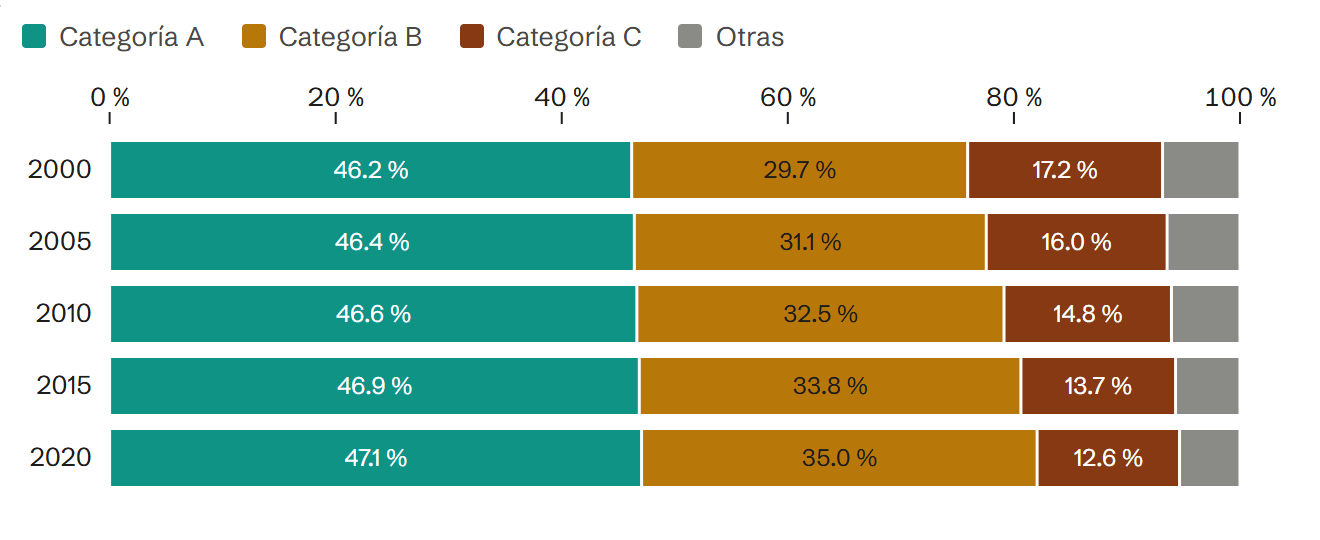 Categoría A Categoría B Categoría C Otras
0 % 20 % 40 % 60 % 80 % 100 %
2000 46.2 % 29.7 % 17.2 %
2005 46.4 % 31.1 % 16.0 %
2010 46.6 % 32.5 % 14.8 %
2015 46.9 % 33.8 % 13.7 %
2020 47.1 % 35.0 % 12.6 %